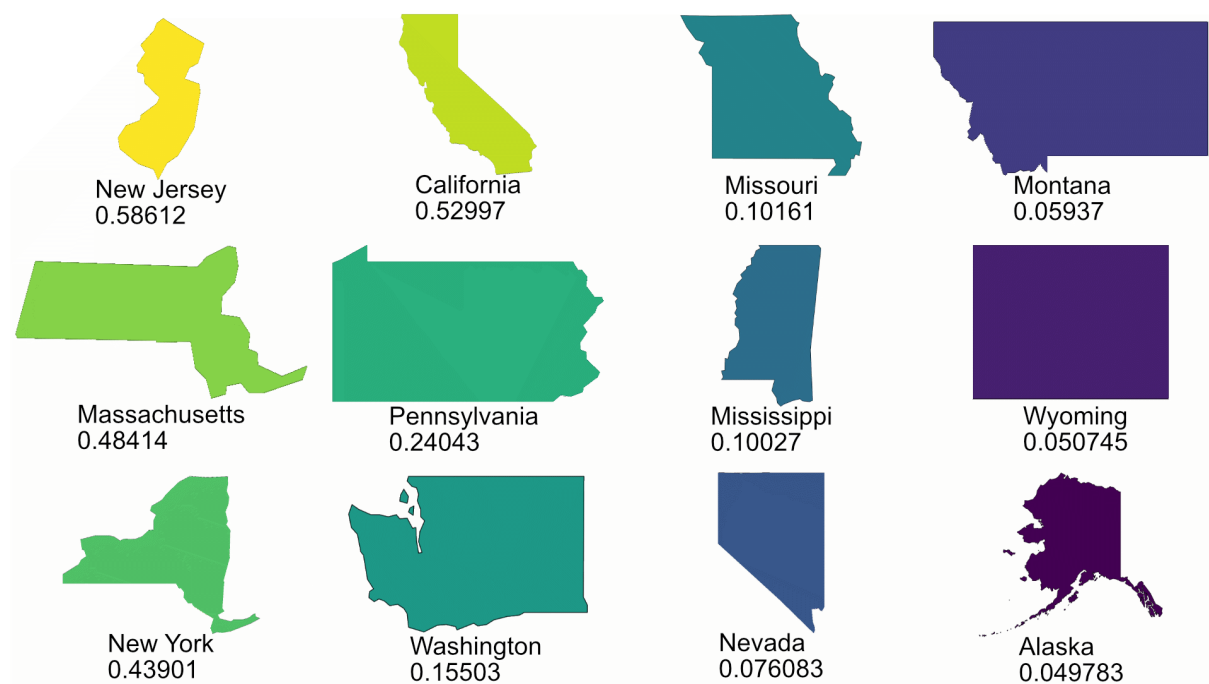 New Jersey
0.58612
California
0.52997
Missouri
0.10161
Montana
0.05937
Massachusetts
0.48414
Pennsylvania
0.24043
Mississippi
0.10027
Wyoming
0.050745
New York
0.43901
Washington
0.15503
Nevada
0.076083
Alaska
0.049783